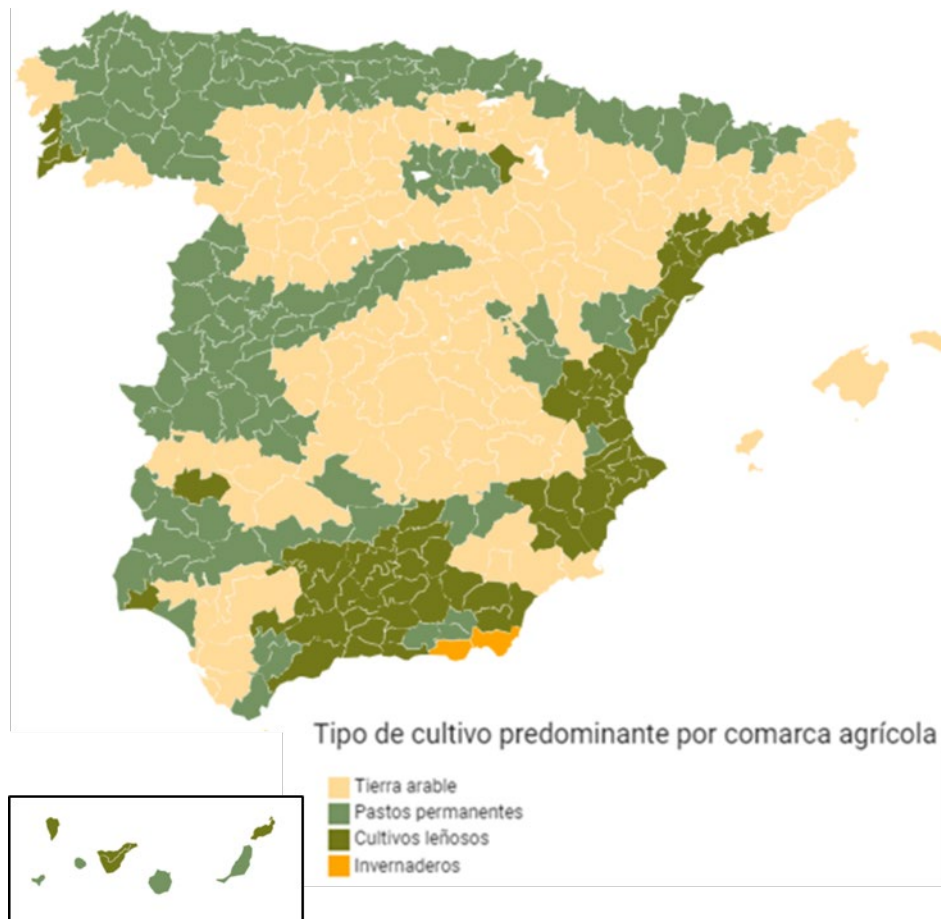 Tipo de cultivo predominante por comarca agrícola
Tierra arable
Pastos permanentes
Cultivos leñosos
Invernaderos